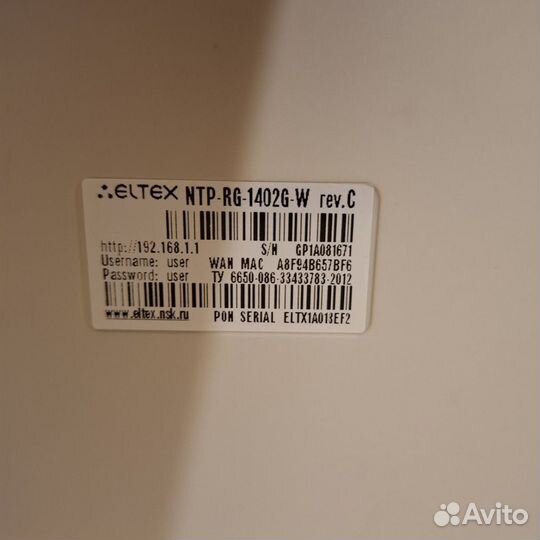 ELTEX NTP-RG-1402G-W rev.C
http://192.168.1.1 S/N GP1A081671
Username: user WAN MAC A8F94B657BF6
Password: user ТУ 6650-086-33433783-2012
www.eltex.nsk.ru PON SERIAL ELTX1A013EF2
Avito